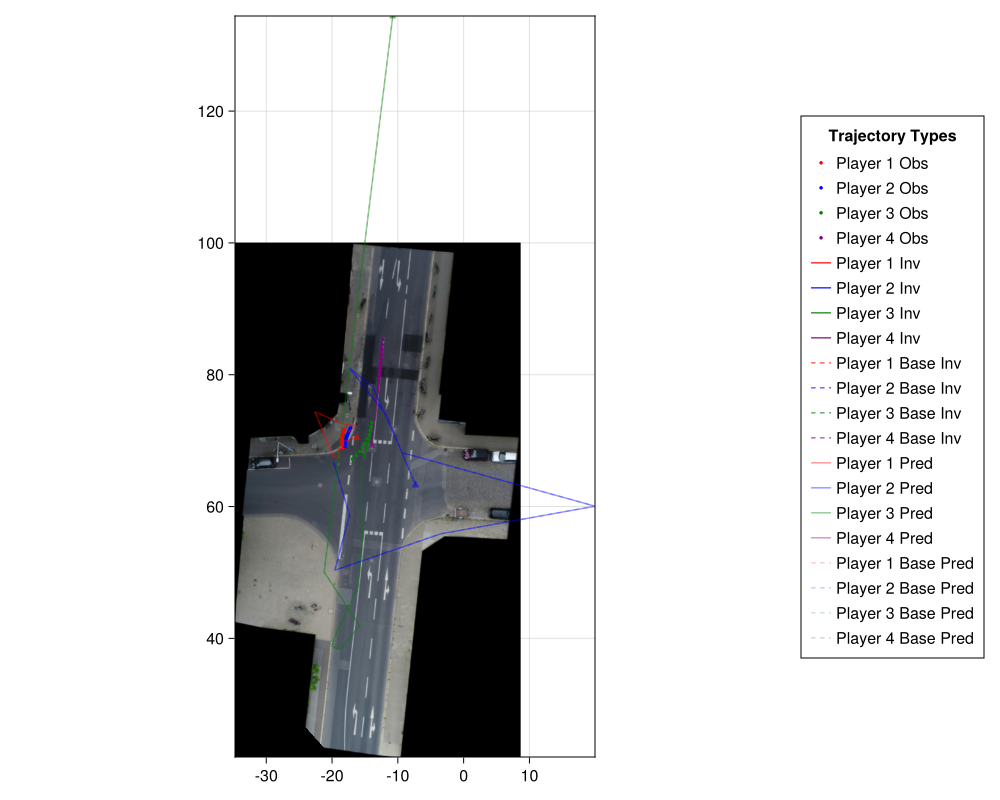 120
100
80
60
40
-30
-20
-10
0
10
Trajectory Types
Player 1 Obs
Player 2 Obs
Player 3 Obs
Player 4 Obs
Player 1 Inv
Player 2 Inv
Player 3 Inv
Player 4 Inv
Player 1 Base Inv
Player 2 Base Inv
Player 3 Base Inv
Player 4 Base Inv
Player 1 Pred
Player 2 Pred
Player 3 Pred
Player 4 Pred
Player 1 Base Pred
Player 2 Base Pred
Player 3 Base Pred
Player 4 Base Pred